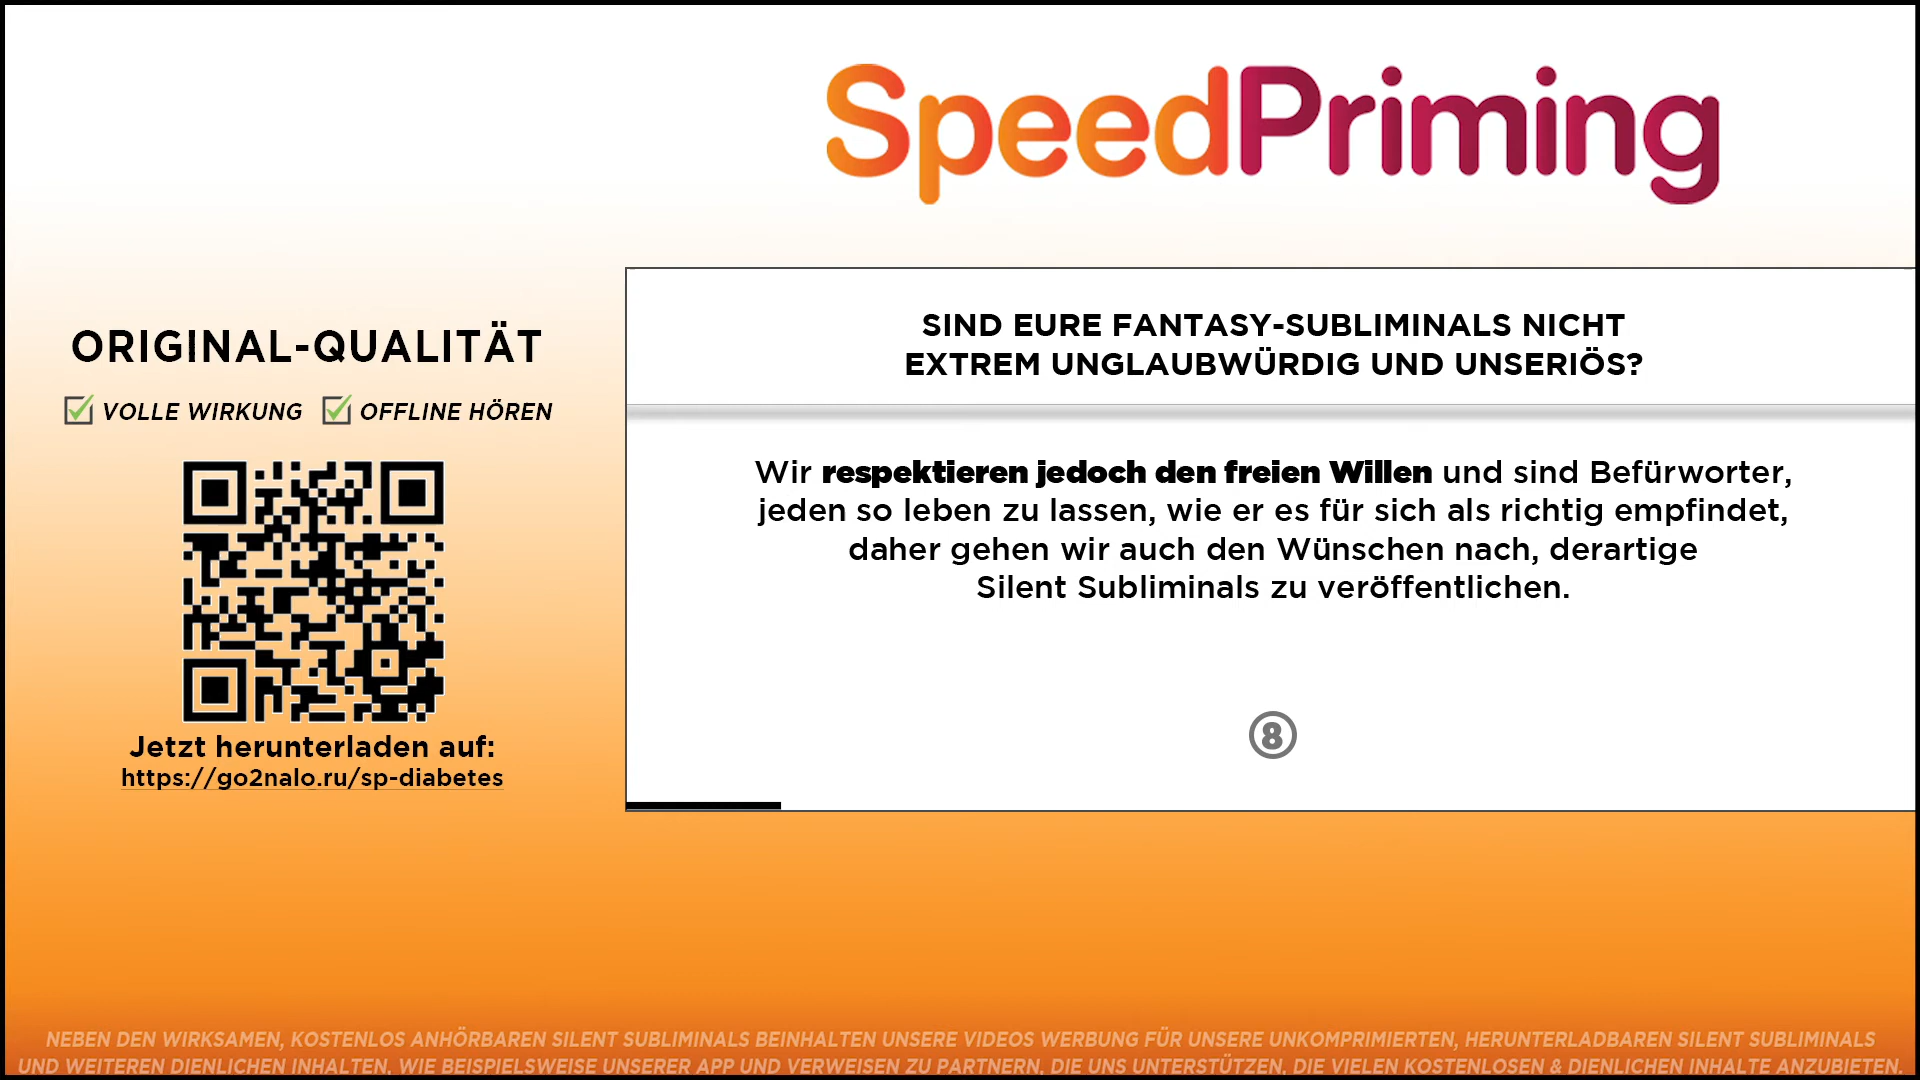 SpeedPriming
ORIGINAL-QUALITÄT
VOLLE WIRKUNG OFFLINE HÖREN
Jetzt herunterladen auf:
https://go2nalo.ru/sp-diabetes
SIND EURE FANTASY-SUBLIMINALS NICHT
EXTREM UNGLAUBWÜRDIG UND UNSERIÖS?
Wir respektieren jedoch den freien Willen und sind Befürworter,
jeden so leben zu lassen, wie er es für sich als richtig empfindet,
daher gehen wir auch den Wünschen nach, derartige
Silent Subliminals zu veröffentlichen.
8
NEBEN DEN WIRKSAMEN, KOSTENLOS ANHÖRBAREN SILENT SUBLIMINALS BEINHALTEN UNSERE VIDEOS WERBUNG FÜR UNSERE UNKOMPRIMIERTEN, HERUNTERLADBAREN SILENT SUBLIMINALS
UND WEITEREN DIENLICHEN INHALTEN, WIE BEISPIELSWEISE UNSERER APP UND VERWEISEN ZU PARTNERN, DIE UNS UNTERSTÜTZEN, DIE VIELEN KOSTENLOSEN & DIENLICHEN INHALTE ANZUBIETEN.